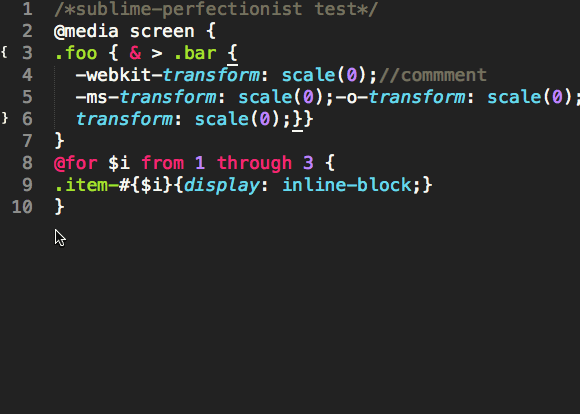 1 /*sublime-perfectionist test*/
2 @media screen {
{ 3 .foo { & > .bar {
4   -webkit-transform: scale(0);//commment
5   -ms-transform: scale(0);-o-transform: scale(0);
} 6   transform: scale(0);}}
7 }
8 @for $i from 1 through 3 {
9 .item-#{$i}{display: inline-block;}
10 }